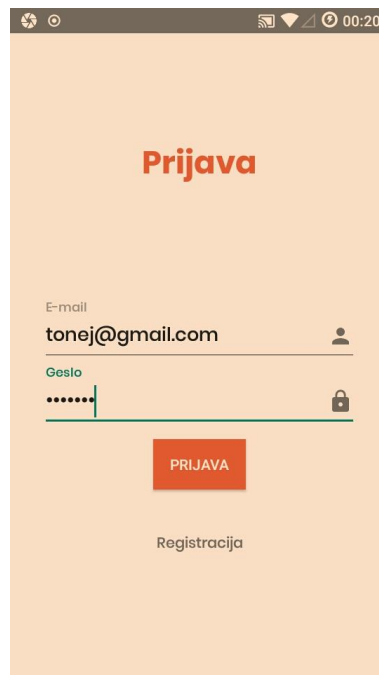 00:20
Prijava
E-mail
tonej@gmail.com
Geslo
•••••••
PRIJAVA
Registracija